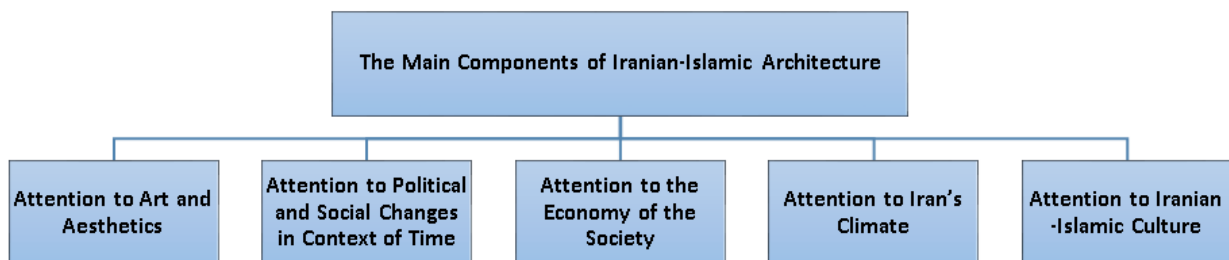 The Main Components of Iranian-Islamic Architecture
Attention to Art and
Aesthetics
Attention to Political
and Social Changes
in Context of Time
Attention to the
Economy of the
Society
Attention to Iran’s
Climate
Attention to Iranian
-Islamic Culture